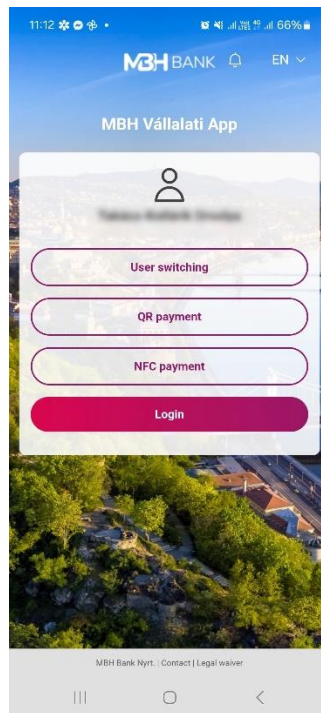 11:12 66%
MBH BANK EN
MBH Vállalati App
User switching
QR payment
NFC payment
Login
MBH Bank Nyrt. | Contact | Legal waiver